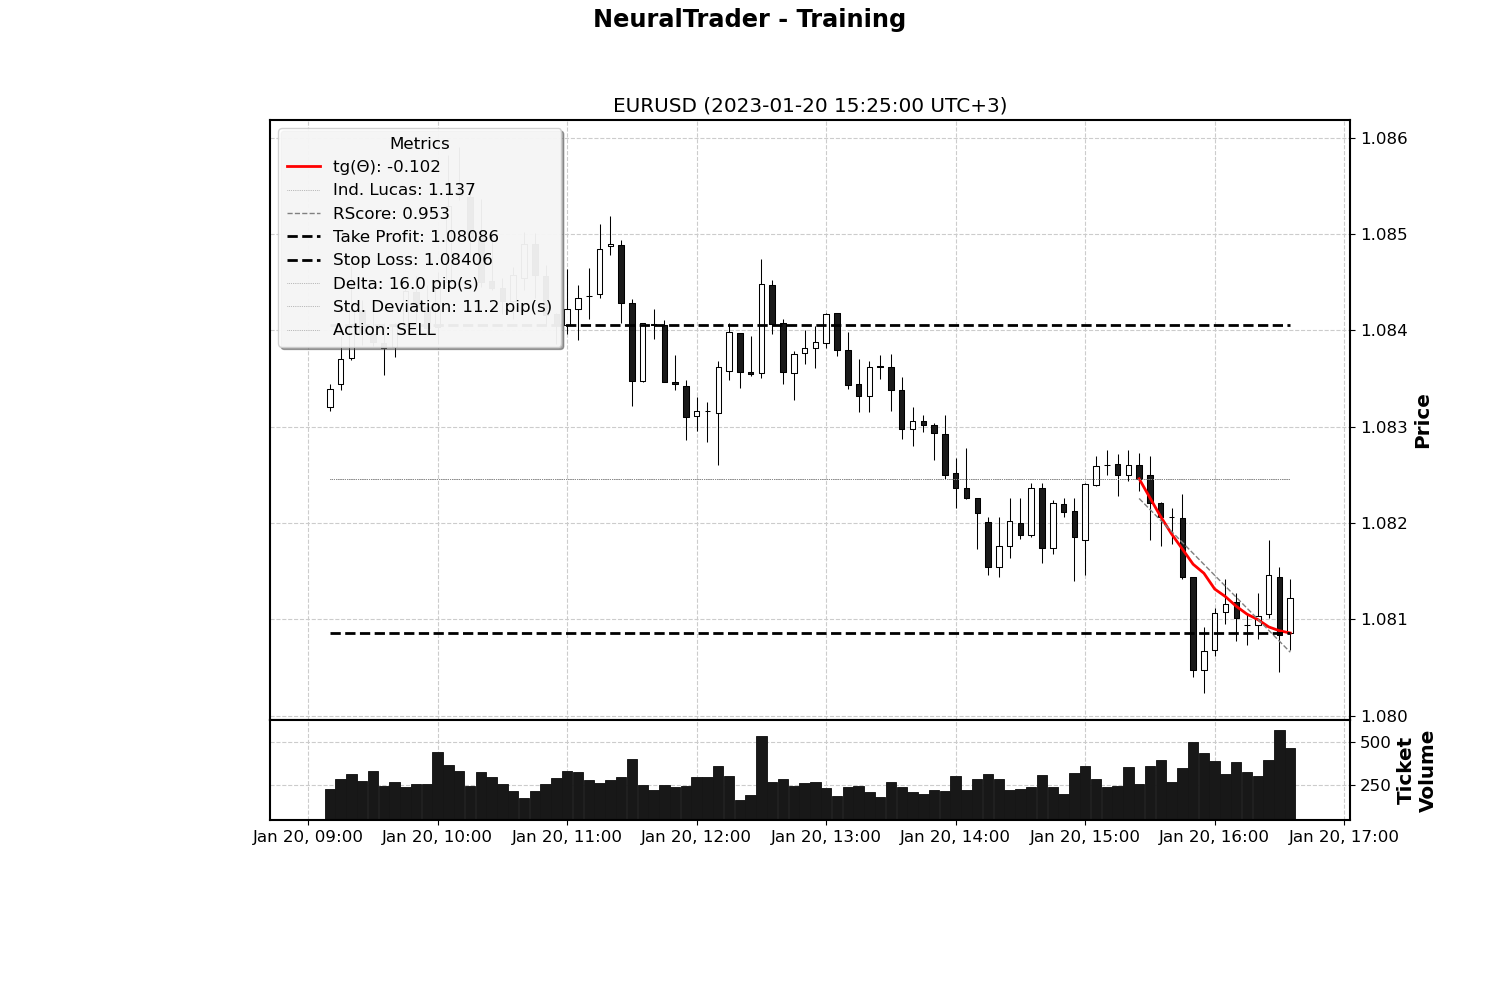 NeuralTrader - Training
EURUSD (2023-01-20 15:25:00 UTC+3)
Metrics
tg(Θ): -0.102
Ind. Lucas: 1.137
RScore: 0.953
Take Profit: 1.08086
Stop Loss: 1.08406
Delta: 16.0 pip(s)
Std. Deviation: 11.2 pip(s)
Action: SELL
1.086
1.085
1.084
1.083
1.082
1.081
1.080
Price
500
250
Ticket
Volume
Jan 20, 09:00
Jan 20, 10:00
Jan 20, 11:00
Jan 20, 12:00
Jan 20, 13:00
Jan 20, 14:00
Jan 20, 15:00
Jan 20, 16:00
Jan 20, 17:00